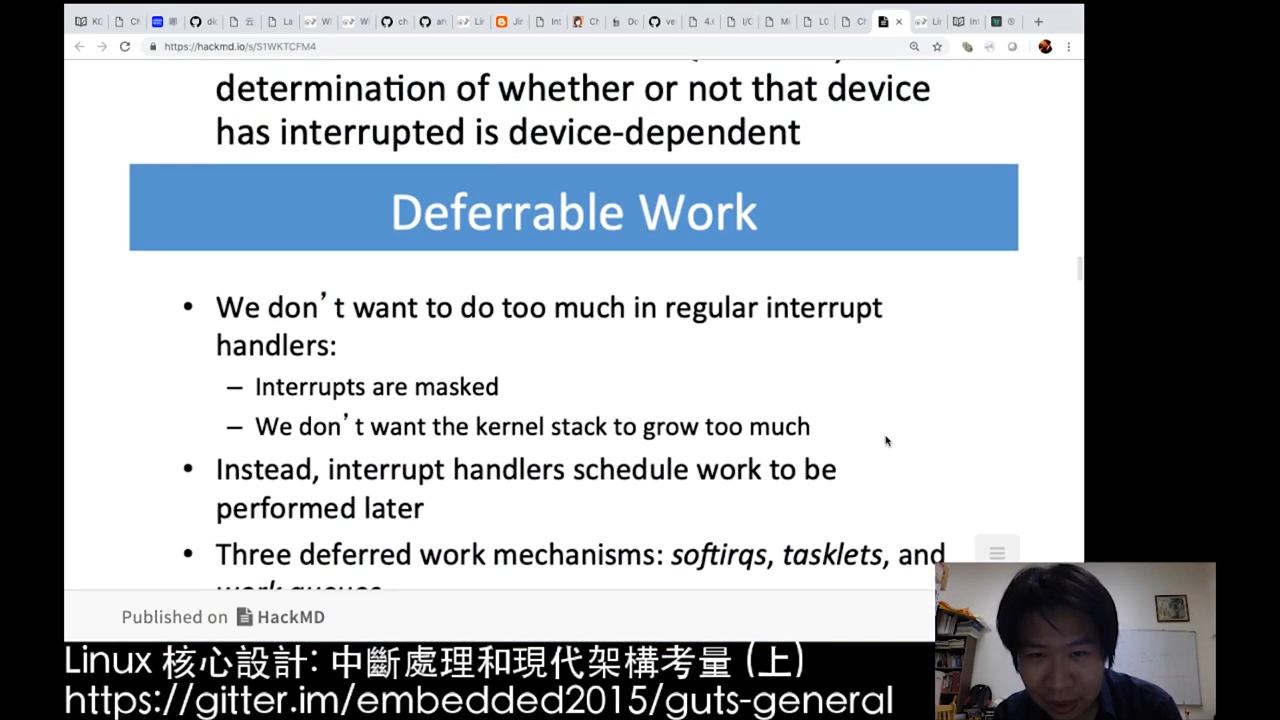 https://hackmd.io/s/S1WKTCFM4
determination of whether or not that device
has interrupted is device-dependent
Deferrable Work
• We don’t want to do too much in regular interrupt
handlers:
– Interrupts are masked
– We don’t want the kernel stack to grow too much
• Instead, interrupt handlers schedule work to be
performed later
• Three deferred work mechanisms: softirqs, tasklets, and
work queues
Published on HackMD
Linux 核心設計: 中斷處理和現代架構考量 (上)
https://gitter.im/embedded2015/guts-general